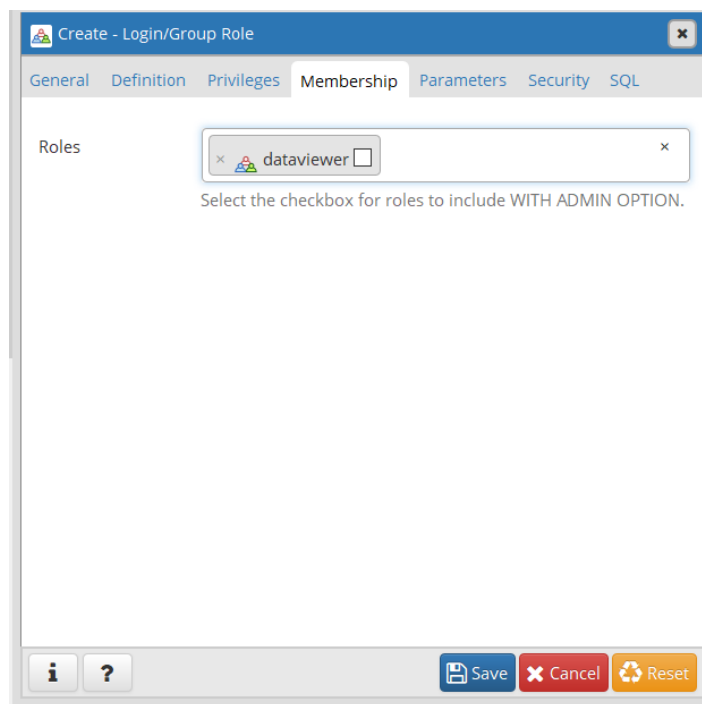 Create - Login/Group Role
General Definition Privileges Membership Parameters Security SQL
Roles
× dataviewer ×
Select the checkbox for roles to include WITH ADMIN OPTION.
i ? Save Cancel Reset